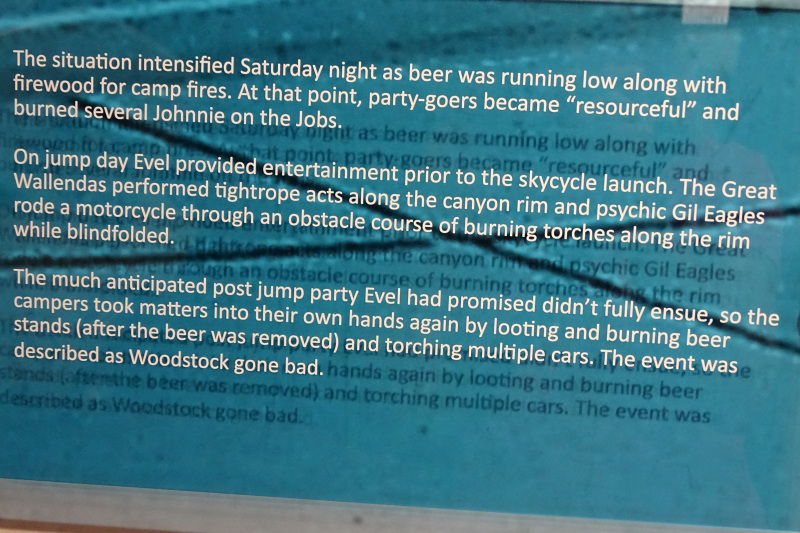 The situation intensified Saturday night as beer was running low along with
firewood for camp fires. At that point, party-goers became “resourceful” and
burned several Johnnie on the Jobs.
On jump day Evel provided entertainment prior to the skycycle launch. The Great
Wallendas performed tightrope acts along the canyon rim and psychic Gil Eagles
rode a motorcycle through an obstacle course of burning torches along the rim
while blindfolded.
The much anticipated post jump party Evel had promised didn’t fully ensue, so the
campers took matters into their own hands again by looting and burning beer
stands (after the beer was removed) and torching multiple cars. The event was
described as Woodstock gone bad.